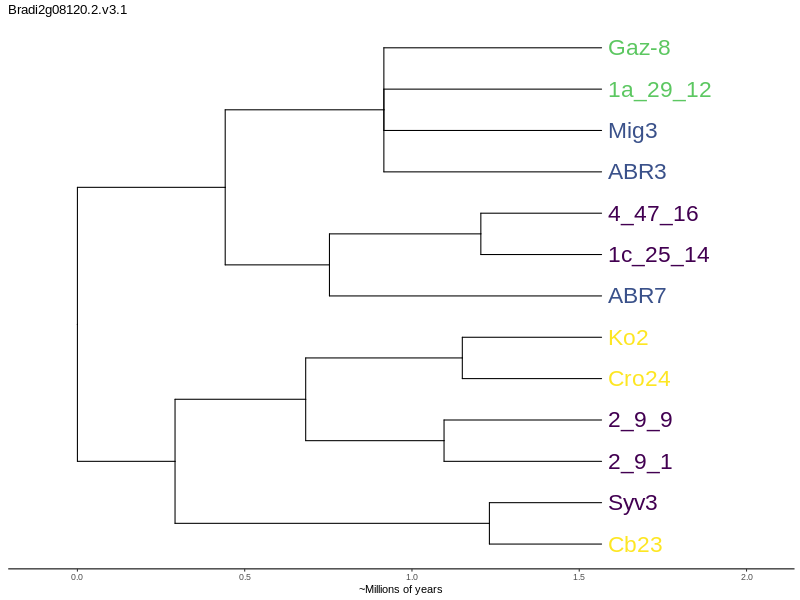 Bradi2g08120.2.v3.1
Gaz-8
1a_29_12
Mig3
ABR3
4_47_16
1c_25_14
ABR7
Ko2
Cro24
2_9_9
2_9_1
Syv3
Cb23
0.0 0.5 1.0 1.5 2.0
~Millions of years